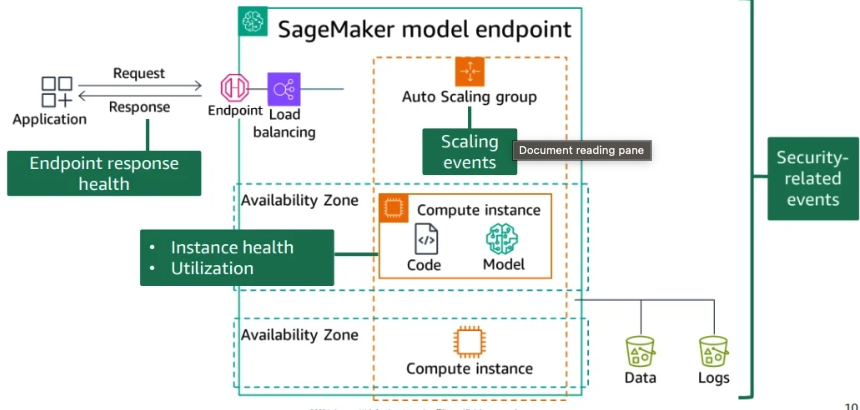 SageMaker model endpoint
Request
Response
Application
Endpoint
Load
balancing
Auto Scaling group
Endpoint response
health
Scaling
events
Document reading pane
Security-
related
events
Availability Zone
Compute instance
• Instance health
• Utilization
Code
Model
Availability Zone
Compute instance
Data
Logs
10